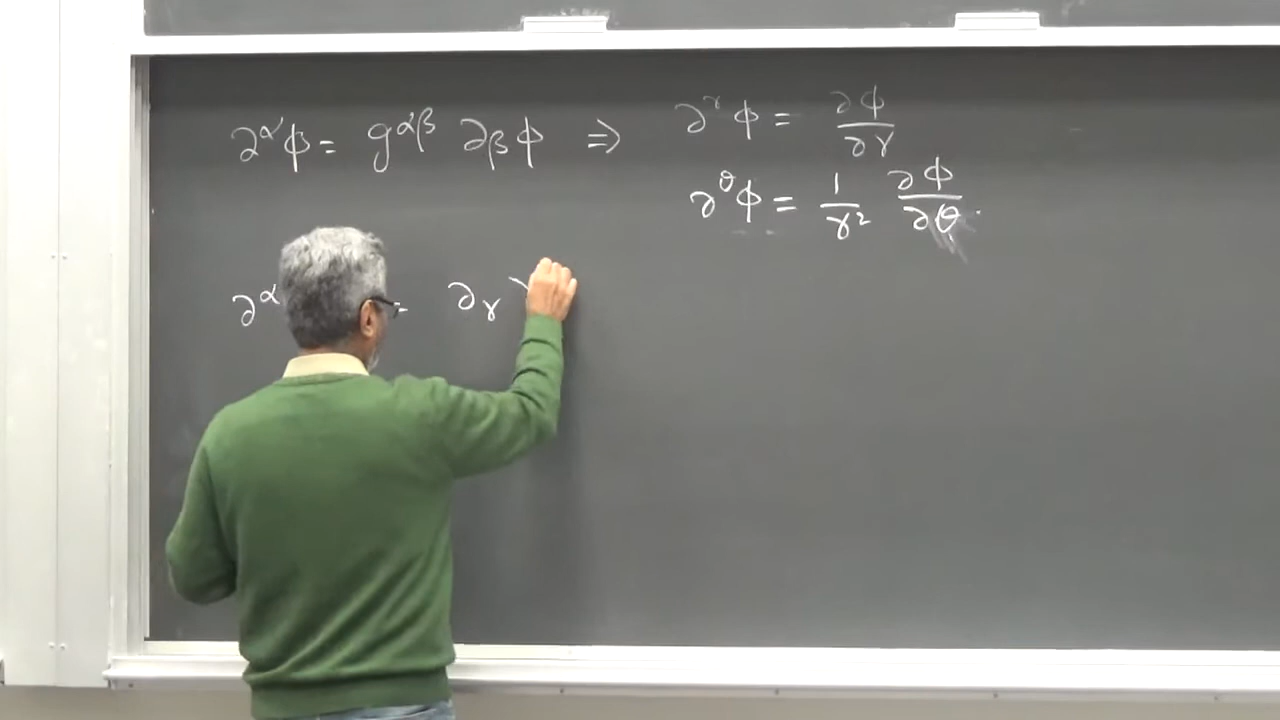 ∂^α φ = g^{αβ} ∂_β φ ⇒ ∂^r φ = ∂φ/∂r
∂^θ φ = 1/r² ∂φ/∂θ
∂^α = ∂_r